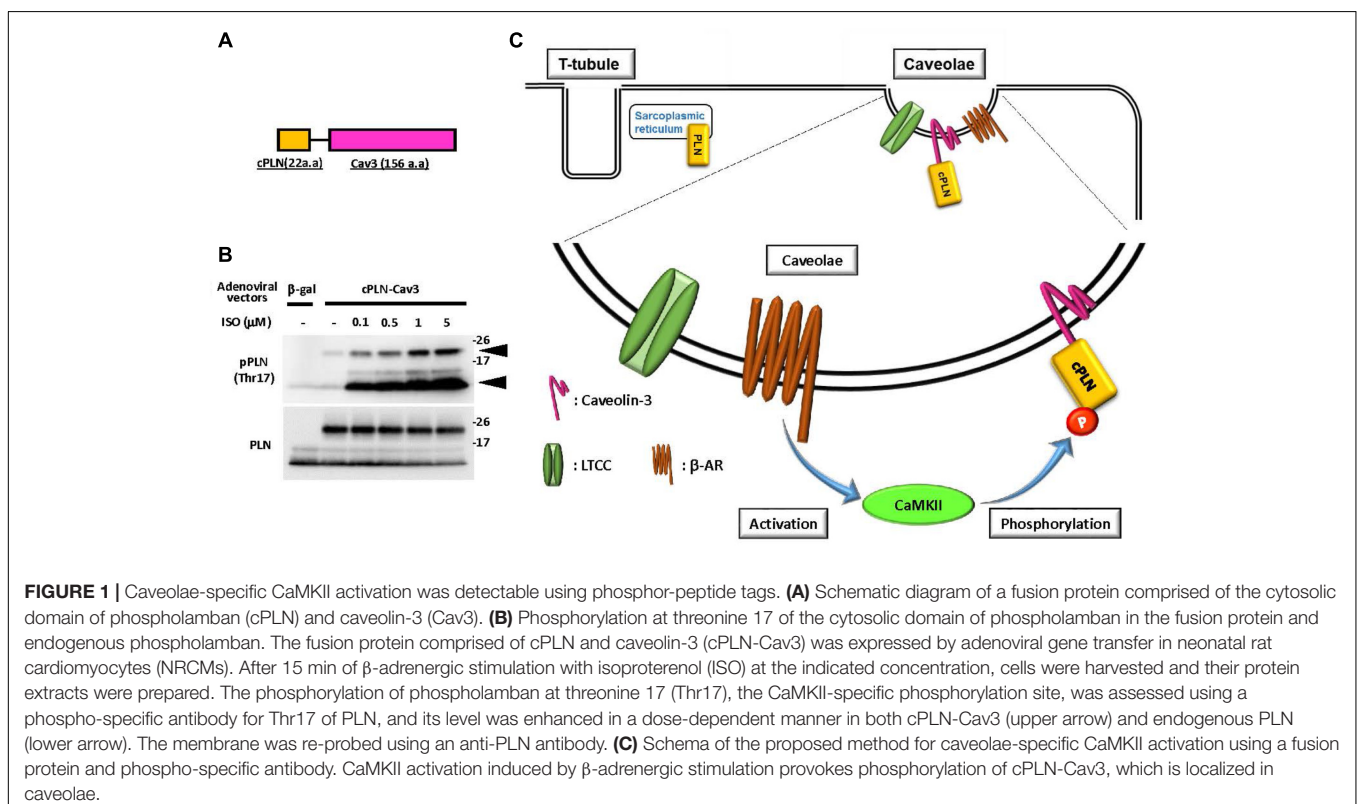 A
cPLN(22a.a) Cav3 (156 a.a)
B
Adenoviral vectors β-gal cPLN-Cav3
ISO (μM) - - 0.1 0.5 1 5
pPLN
(Thr17)
-26
-17
PLN
-26
-17
C
T-tubule
Caveolae
Sarcoplasmic
reticulum
PLN
cPLN
Caveolae
cPLN
P
: Caveolin-3
: LTCC : β-AR
CaMKII
Activation
Phosphorylation
FIGURE 1 | Caveolae-specific CaMKII activation was detectable using phosphor-peptide tags. (A) Schematic diagram of a fusion protein comprised of the cytosolic
domain of phospholamban (cPLN) and caveolin-3 (Cav3). (B) Phosphorylation at threonine 17 of the cytosolic domain of phospholamban in the fusion protein and
endogenous phospholamban. The fusion protein comprised of cPLN and caveolin-3 (cPLN-Cav3) was expressed by adenoviral gene transfer in neonatal rat
cardiomyocytes (NRCMs). After 15 min of β-adrenergic stimulation with isoproterenol (ISO) at the indicated concentration, cells were harvested and their protein
extracts were prepared. The phosphorylation of phospholamban at threonine 17 (Thr17), the CaMKII-specific phosphorylation site, was assessed using a
phospho-specific antibody for Thr17 of PLN, and its level was enhanced in a dose-dependent manner in both cPLN-Cav3 (upper arrow) and endogenous PLN
(lower arrow). The membrane was re-probed using an anti-PLN antibody. (C) Schema of the proposed method for caveolae-specific CaMKII activation using a fusion
protein and phospho-specific antibody. CaMKII activation induced by β-adrenergic stimulation provokes phosphorylation of cPLN-Cav3, which is localized in
caveolae.